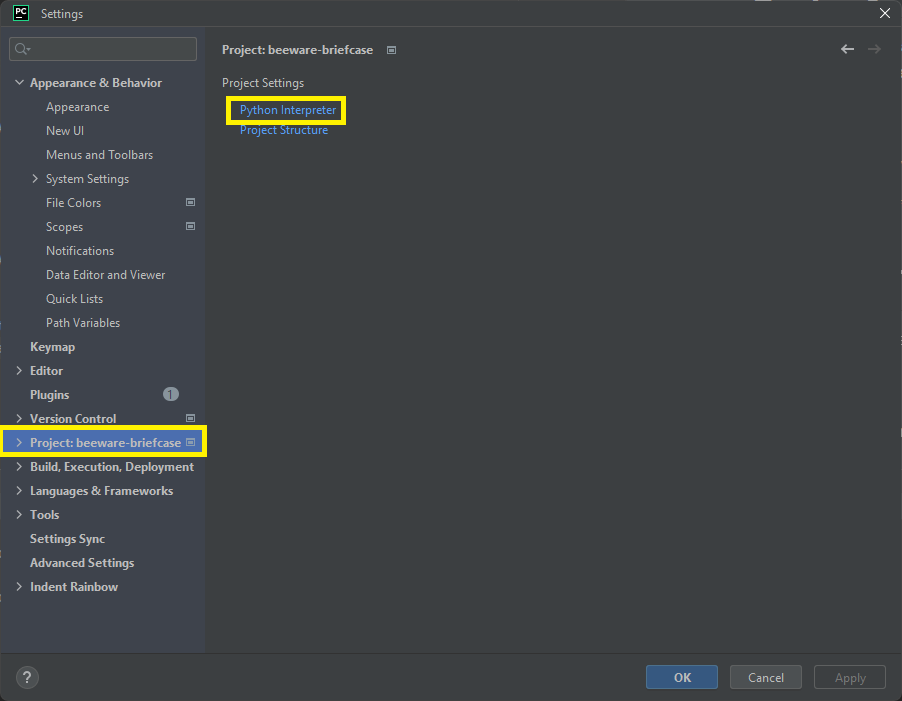 PC Settings
Appearance & Behavior
Appearance
New UI
Menus and Toolbars
System Settings
File Colors
Scopes
Notifications
Data Editor and Viewer
Quick Lists
Path Variables
Keymap
Editor
Plugins 1
Version Control
Project: beeware-briefcase
Build, Execution, Deployment
Languages & Frameworks
Tools
Settings Sync
Advanced Settings
Indent Rainbow
Project: beeware-briefcase
Project Settings
Python Interpreter
Project Structure
? OK Cancel Apply